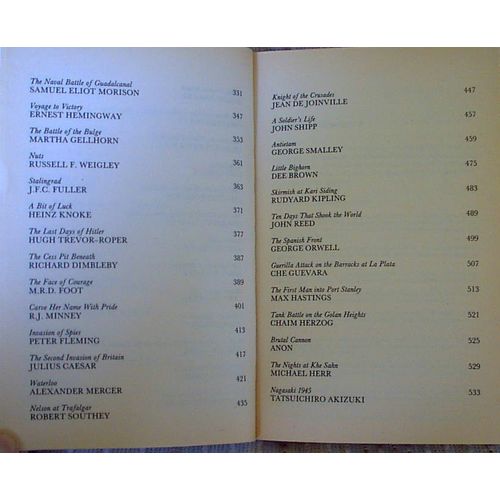 The Naval Battle of Guadalcanal
SAMUEL ELIOT MORISON 331
Voyage to Victory
ERNEST HEMINGWAY 347
The Battle of the Bulge
MARTHA GELLHORN 353
Nuts
RUSSELL F. WEIGLEY 361
Stalingrad
J.F.C. FULLER 363
A Bit of Luck
HEINZ KNOKE 371
The Last Days of Hitler
HUGH TREVOR-ROPER 377
The Cess Pit Beneath
RICHARD DIMBLEBY 387
The Face of Courage
M.R.D. FOOT 389
Carve Her Name With Pride
R.J. MINNEY 401
Invasion of Spies
PETER FLEMING 413
The Second Invasion of Britain
JULIUS CAESAR 417
Waterloo
ALEXANDER MERCER 421
Nelson at Trafalgar
ROBERT SOUTHEY 435
Knight of the Crusades
JEAN DE JOINVILLE 447
A Soldier's Life
JOHN SHIPP 457
Antietam
GEORGE SMALLEY 459
Little Bighorn
DEE BROWN 475
Skirmish at Kari Siding
RUDYARD KIPLING 483
Ten Days That Shook the World
JOHN REED 489
The Spanish Front
GEORGE ORWELL 499
Guerilla Attack on the Barracks at La Plata
CHE GUEVARA 507
The First Man into Port Stanley
MAX HASTINGS 513
Tank Battle on the Golan Heights
CHAIM HERZOG 521
Brutal Cannon
ANON 525
The Nights at Khe Sahn
MICHAEL HERR 529
Nagasaki 1945
TATSUICHIRO AKIZUKI 533